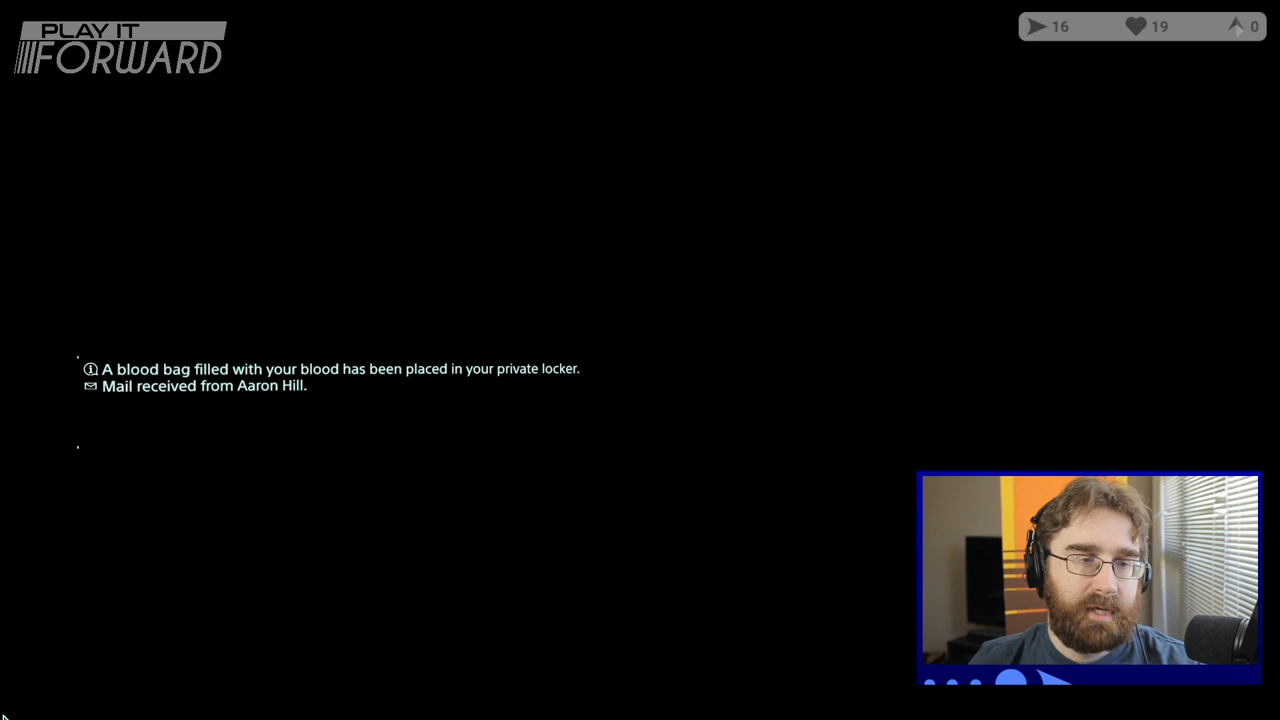 PLAY IT
FORWARD
16 19 0
A blood bag filled with your blood has been placed in your private locker.
Mail received from Aaron Hill.